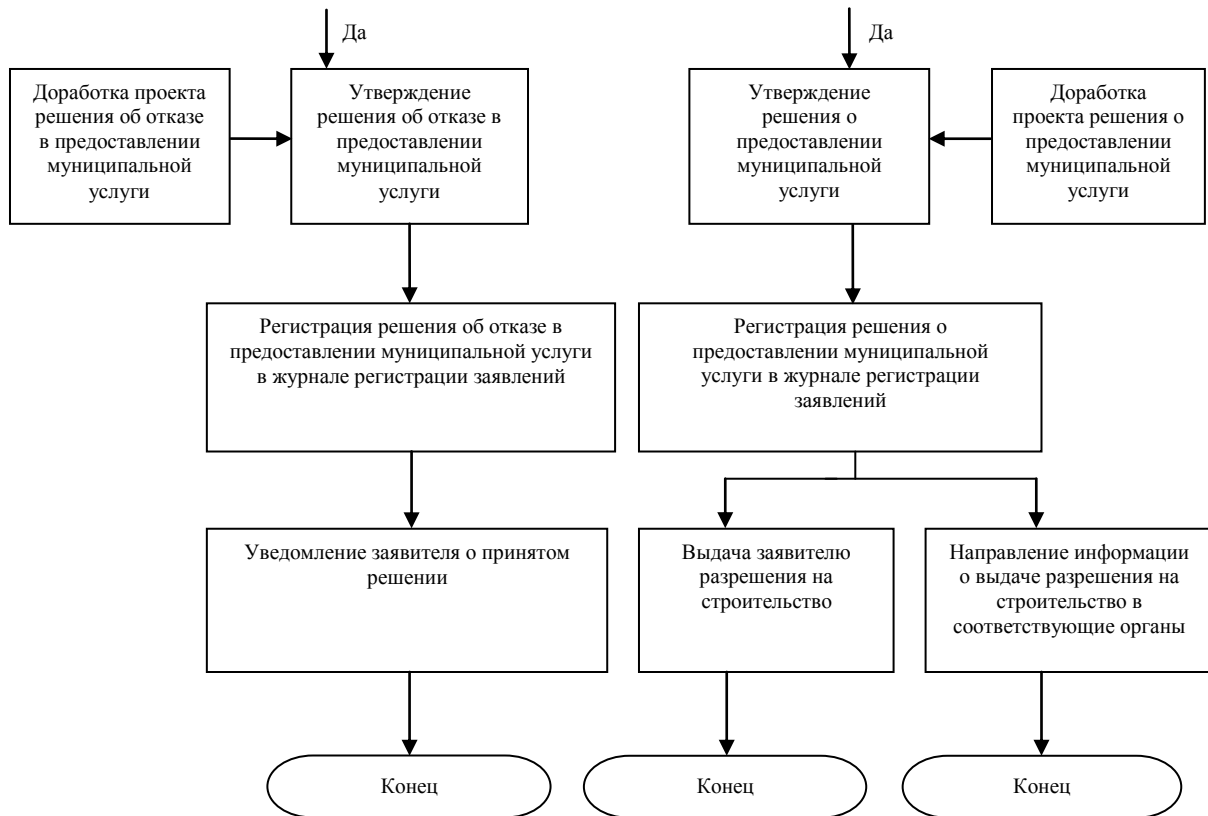 Да
Да
Доработка проекта
решения об отказе
в предоставлении
муниципальной
услуги
Утверждение
решения об отказе в
предоставлении
муниципальной
услуги
Утверждение
решения о
предоставлении
муниципальной
услуги
Доработка
проекта решения о
предоставлении
муниципальной
услуги
Регистрация решения об отказе в
предоставлении муниципальной услуги
в журнале регистрации заявлений
Регистрация решения о
предоставлении муниципальной
услуги в журнале регистрации
заявлений
Уведомление заявителя о принятом
решении
Выдача заявителю
разрешения на
строительство
Направление информации
о выдаче разрешения на
строительство в
соответствующие органы
Конец
Конец
Конец